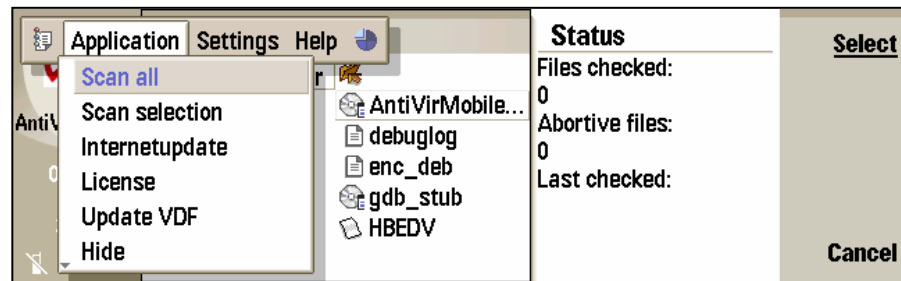 Application Settings Help
Scan all
Scan selection
Internetupdate
License
Update VDF
Hide
AntiV
r
AntiVirMobile...
debuglog
enc_deb
gdb_stub
HBEDV
Status
Files checked:
0
Abortive files:
0
Last checked:
Select
Cancel